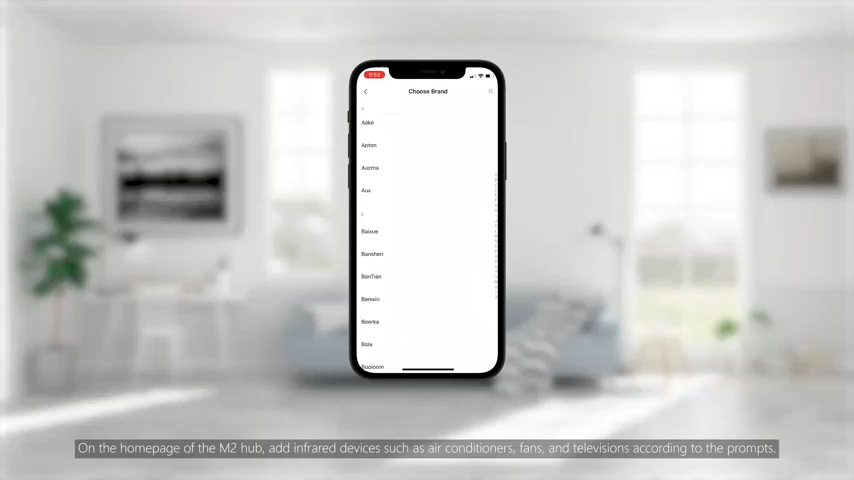 Choose Brand
A
Aoke
Apton
Aucma
Aux
B
Baixue
Banshen
BenTian
Benwin
Boerka
Bole
On the homepage of the M2 hub, add infrared devices such as air conditioners, fans, and televisions according to the prompts.